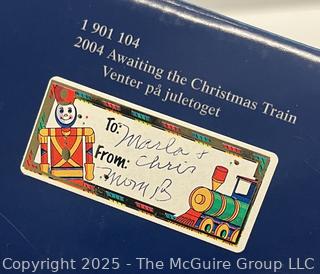 1 901 104
2004 Awaiting the Christmas Train
Venter på juletoget
To: Marla &
Chris
From: Mom, B
Copyright 2025 - The McGuire Group LLC